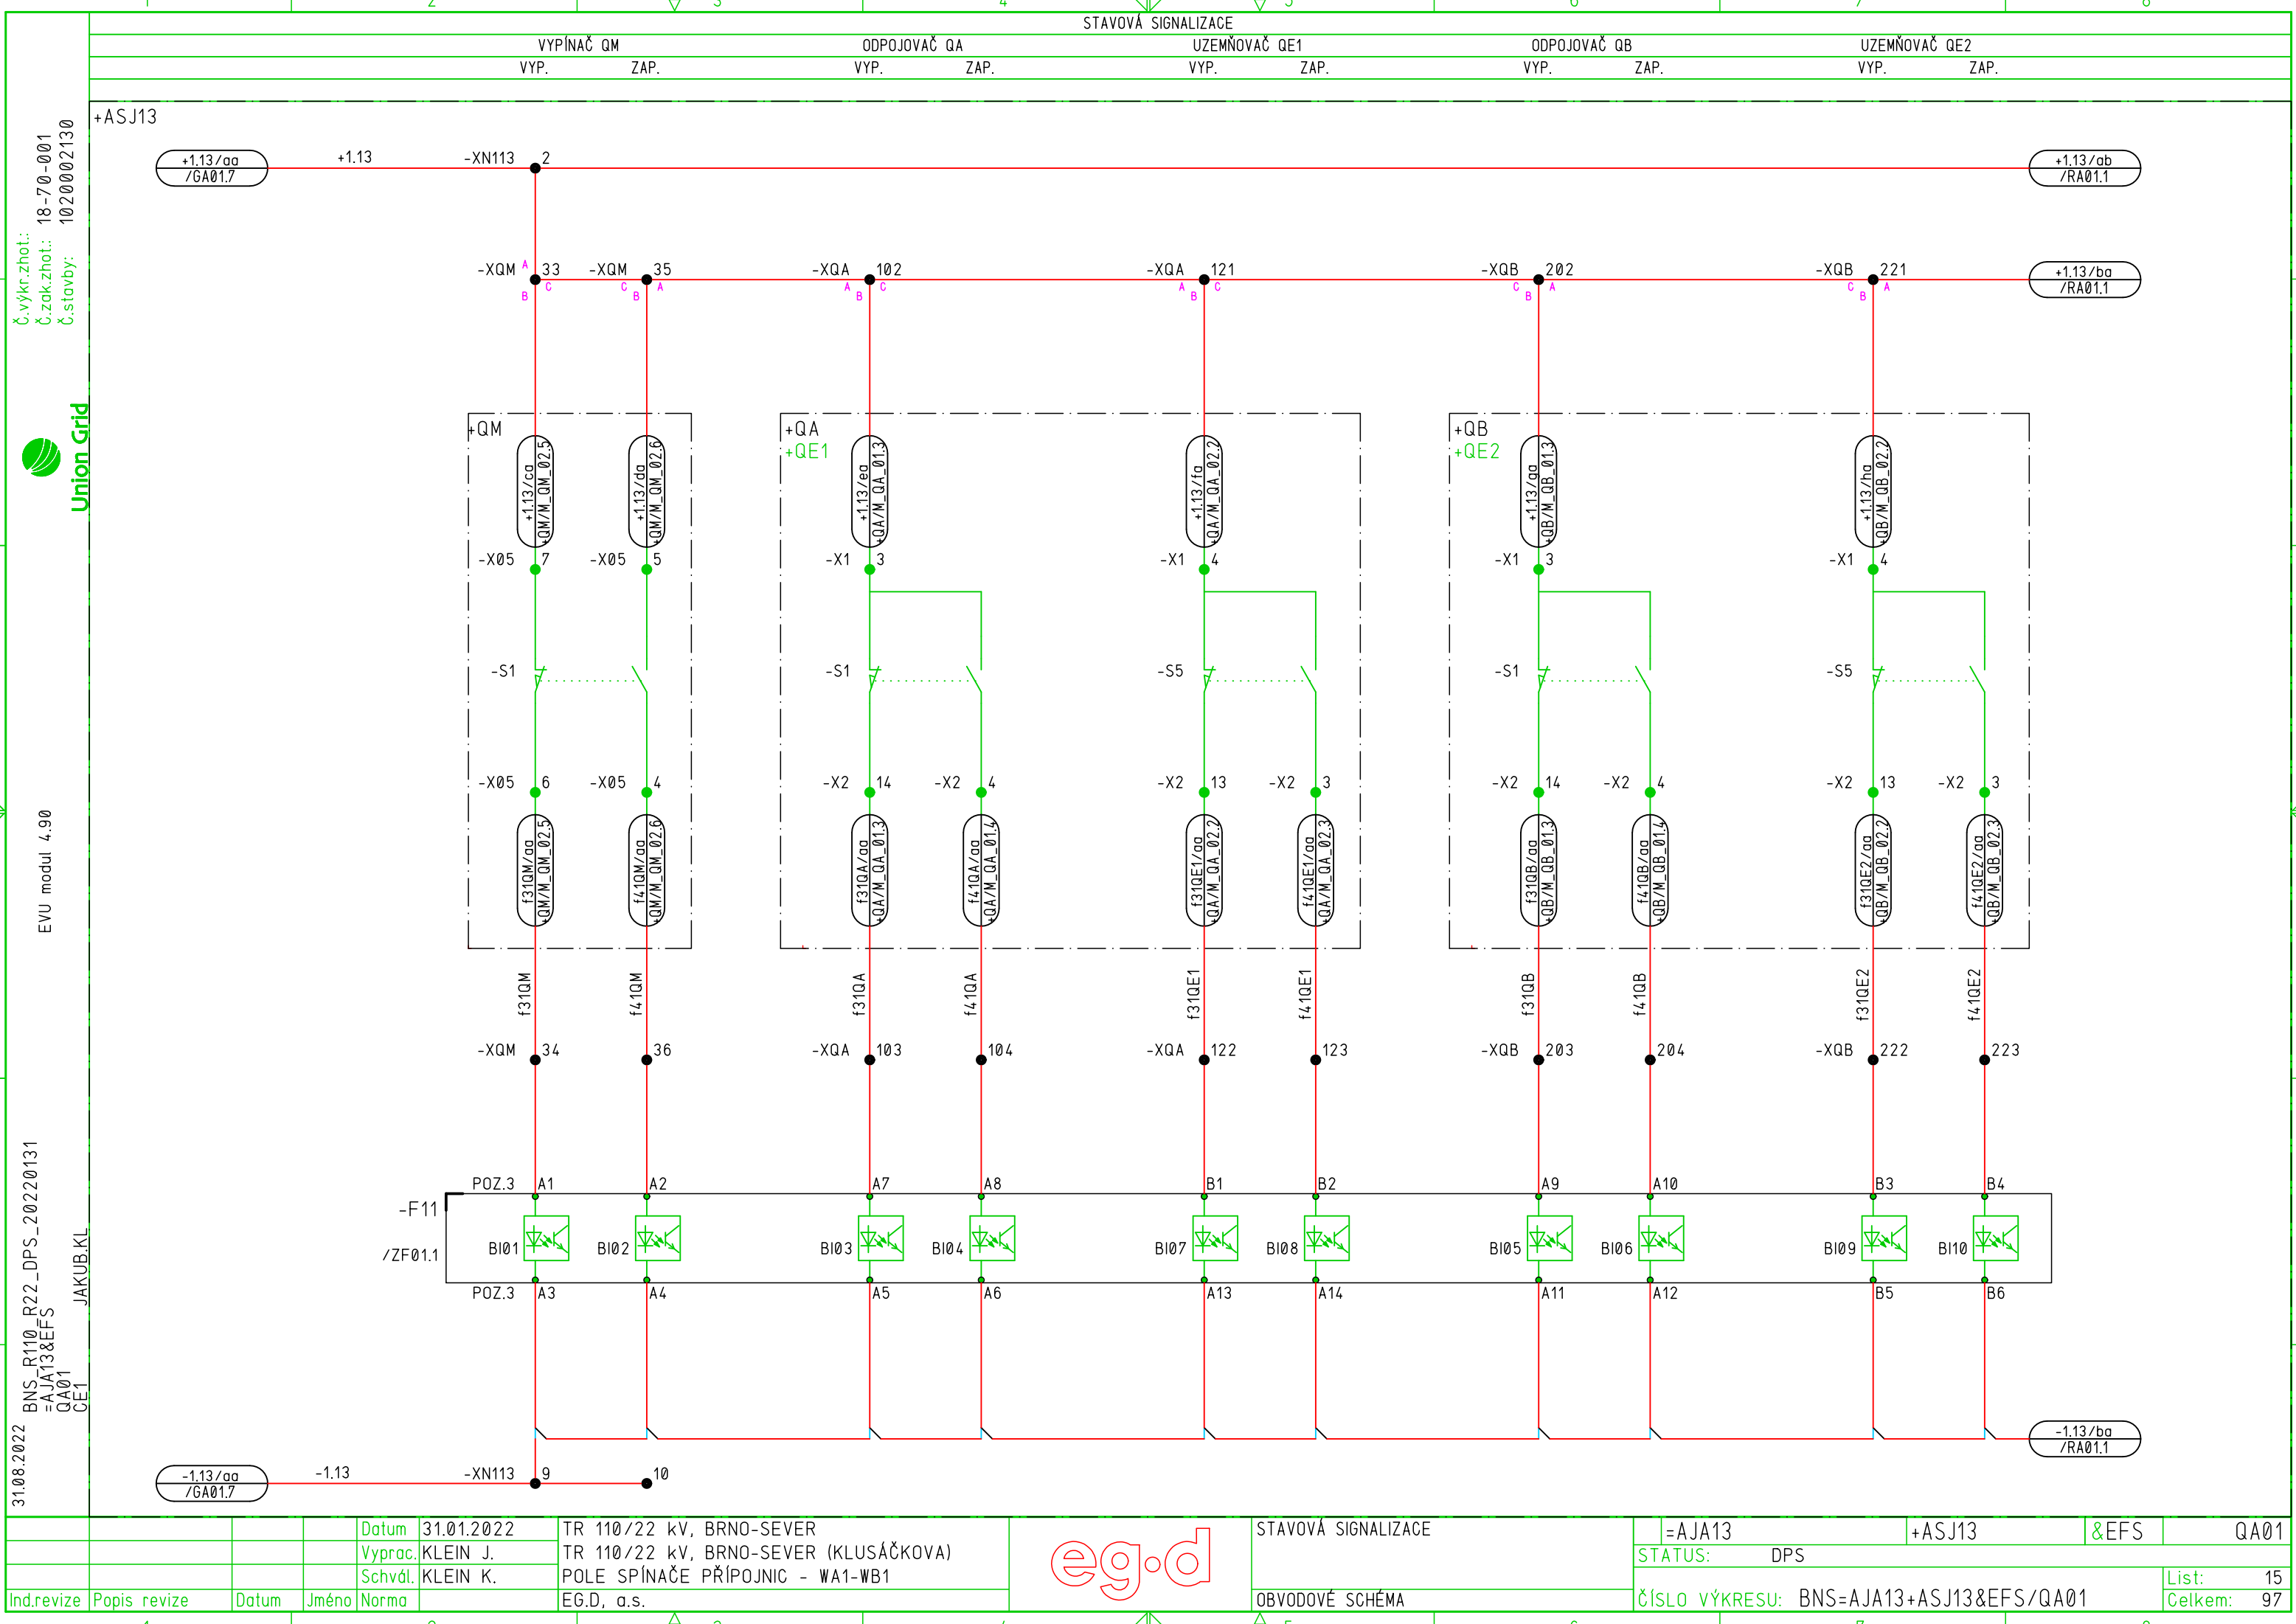 1 2 3 4 5 6 7 8
STAVOVÁ SIGNALIZACE
VYPÍNAČ QM ODPOJOVAČ QA UZEMŇOVAČ QE1 ODPOJOVAČ QB UZEMŇOVAČ QE2
VYP. ZAP. VYP. ZAP. VYP. ZAP. VYP. ZAP. VYP. ZAP.
+ASJ13
+1.13/aa
/GA01.7
+1.13 -XN113 2
+1.13/ab
/RA01.1
-XQM 33 -XQM 35 -XQA 102 -XQA 121 -XQB 202 -XQB 221
A B C C B A A B C A B C C B A C B A
+1.13/ba
/RA01.1
+QM
+QA
+QE1
+QB
+QE2
+1.13/ca
+QM/M_QM_02.5
+1.13/da
+QM/M_QM_02.6
+1.13/ea
+QA/M_QA_01.3
+1.13/fa
+QA/M_QA_02.2
+1.13/ga
+QB/M_QB_01.3
+1.13/ha
+QB/M_QB_02.2
-X05 7 -X05 5 -X1 3 -X1 4 -X1 3 -X1 4
-S1 -S1 -S5 -S1 -S5
-X05 6 -X05 4 -X2 14 -X2 4 -X2 13 -X2 3 -X2 14 -X2 4 -X2 13 -X2 3
f31QM/aa
+QM/M_QM_02.5
f41QM/aa
+QM/M_QM_02.6
f31QA/aa
+QA/M_QA_01.3
f41QA/aa
+QA/M_QA_01.4
f31QE1/aa
+QA/M_QA_02.2
f41QE1/aa
+QA/M_QA_02.3
f31QB/aa
+QB/M_QB_01.3
f41QB/aa
+QB/M_QB_01.4
f31QE2/aa
+QB/M_QB_02.2
f41QE2/aa
+QB/M_QB_02.3
f31QM f41QM f31QA f41QA f31QE1 f41QE1 f31QB f41QB f31QE2 f41QE2
-XQM 34 36 -XQA 103 104 -XQA 122 123 -XQB 203 204 -XQB 222 223
POZ.3 A1 A2 A7 A8 B1 B2 A9 A10 B3 B4
-F11
/ZF01.1
BI01 BI02 BI03 BI04 BI07 BI08 BI05 BI06 BI09 BI10
POZ.3 A3 A4 A5 A6 A13 A14 A11 A12 B5 B6
-1.13/ba
/RA01.1
-1.13/aa
/GA01.7
-1.13 -XN113 9 10
Č.výkr.zhot.:
Č.zak.zhot.: 18-70-001
Č.stavby: 1020002130
Union Grid
EVU modul 4.90
31.08.2022 BNS_R110_R22_DPS_20220131
=AJA13&EFS
QA01
CE1 JAKUB.KL
Datum 31.01.2022
Vyprac. KLEIN J.
Schvál. KLEIN K.
Ind.revize Popis revize Datum Jméno Norma
TR 110/22 kV, BRNO-SEVER
TR 110/22 kV, BRNO-SEVER (KLUSÁČKOVA)
POLE SPÍNAČE PŘÍPOJNIC - WA1-WB1
EG.D, a.s.
eg·d
STAVOVÁ SIGNALIZACE
OBVODOVÉ SCHÉMA
=AJA13 +ASJ13 &EFS QA01
STATUS: DPS
ČÍSLO VÝKRESU: BNS=AJA13+ASJ13&EFS/QA01
List: 15
Celkem: 97
1 2 3 4 5 6 7 8